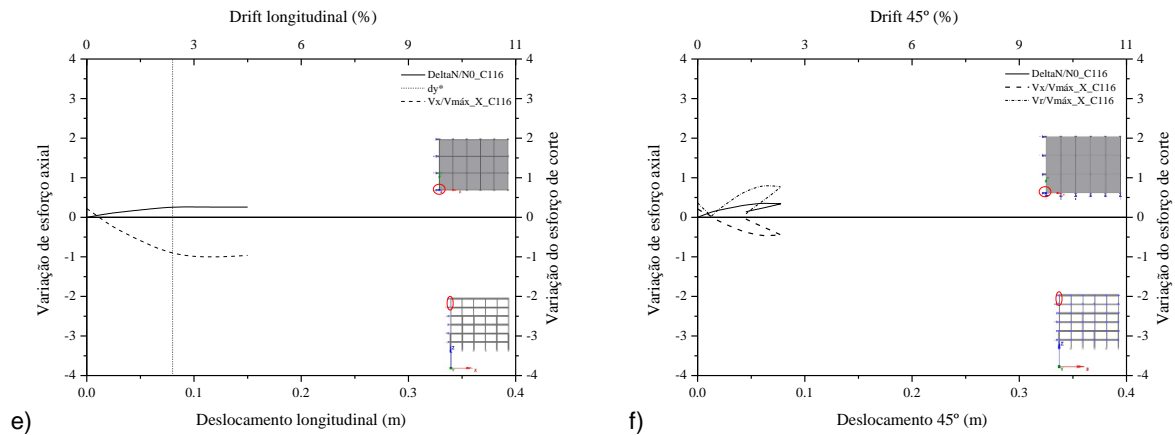 Drift longitudinal (%)
0 3 6 8 11
4 4
3 3
2 2
1 1
0 0
-1 -1
-2 -2
-3 -3
-4 -4
DeltaN/N0_C116
dy*
Vx/Vmáx_X_C116
Variação de esforço axial
Variação do esforço de corte
0.0 0.1 0.2 0.3 0.4
Deslocamento longitudinal (m)
e)
Drift 45º (%)
0 3 6 8 11
4 4
3 3
2 2
1 1
0 0
-1 -1
-2 -2
-3 -3
-4 -4
DeltaN/N0_C116
Vx/Vmáx_X_C116
Vr/Vmáx_X_C116
Variação de esforço axial
Variação do esforço de corte
0.0 0.1 0.2 0.3 0.4
Deslocamento 45º (m)
f)